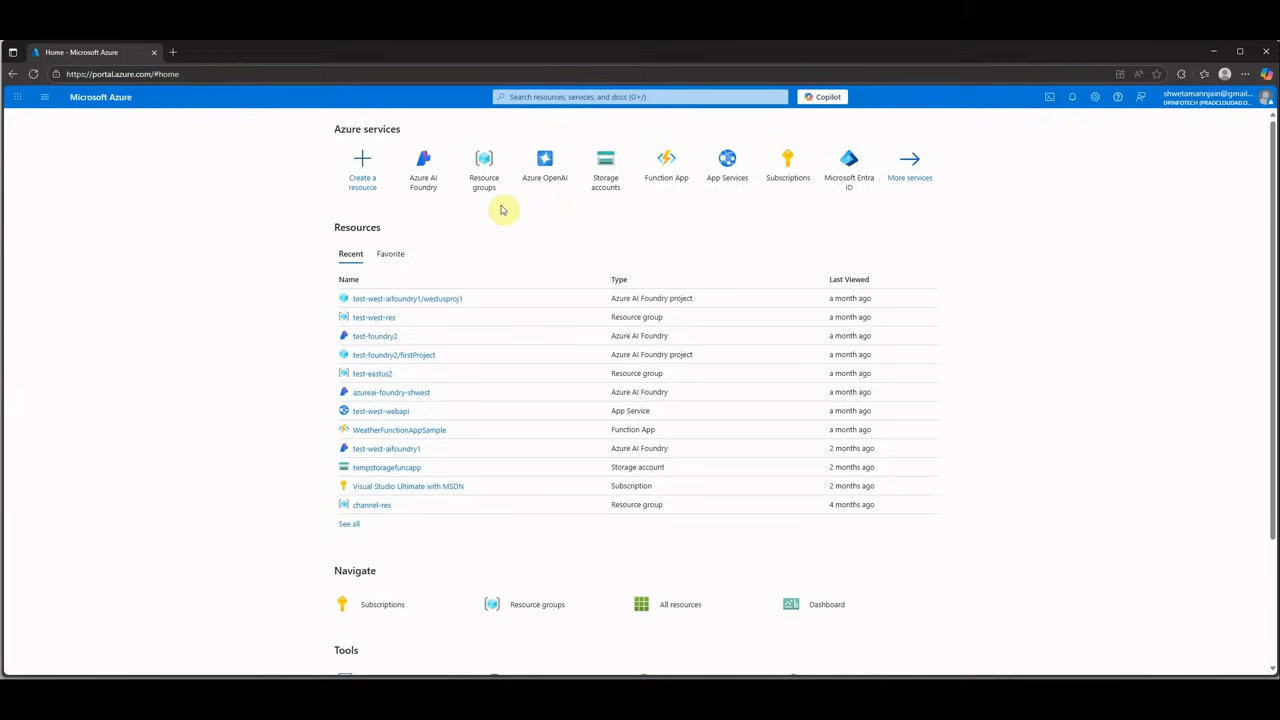 Home - Microsoft Azure
https://portal.azure.com/#home
Microsoft Azure
Search resources, services, and docs (G+/)
Copilot
shwetamannjain@gmail...
DPINFOTECH (PRADCLOUDAD.O...
Azure services
Create a resource
Azure AI Foundry
Resource groups
Azure OpenAI
Storage accounts
Function App
App Services
Subscriptions
Microsoft Entra ID
More services
Resources
Recent Favorite
Name Type Last Viewed
test-west-aifoundry1/westusproj1 Azure AI Foundry project a month ago
test-west-res Resource group a month ago
test-foundry2 Azure AI Foundry a month ago
test-foundry2/firstProject Azure AI Foundry project a month ago
test-eastus2 Resource group a month ago
azureai-foundry-shwest Azure AI Foundry a month ago
test-west-webapi App Service a month ago
WeatherFunctionAppSample Function App a month ago
test-west-aifoundry1 Azure AI Foundry 2 months ago
tempstoragefuncapp Storage account 2 months ago
Visual Studio Ultimate with MSDN Subscription 2 months ago
channel-res Resource group 4 months ago
See all
Navigate
Subscriptions Resource groups All resources Dashboard
Tools